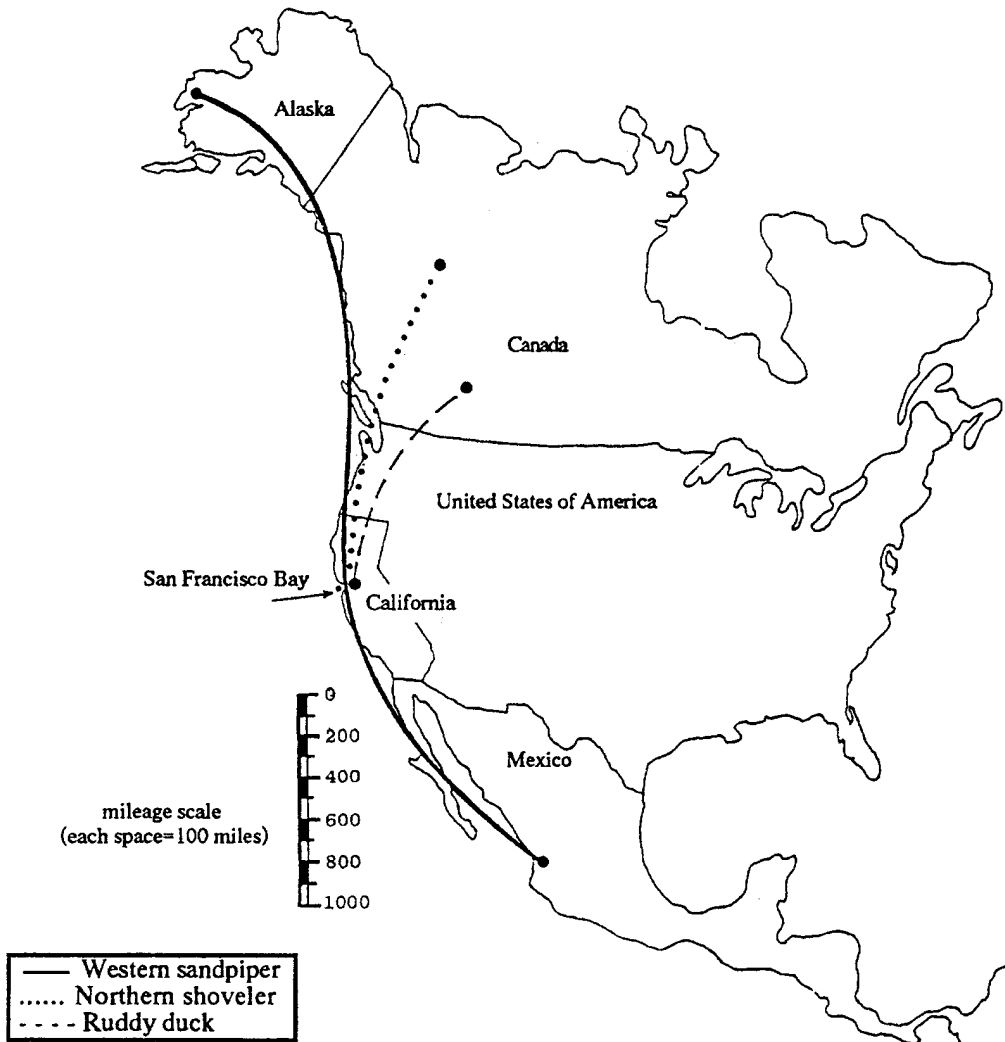 Alaska
Canada
United States of America
San Francisco Bay
California
Mexico
0
200
400
600
800
1000
mileage scale
(each space=100 miles)
Western sandpiper
Northern shoveler
Ruddy duck